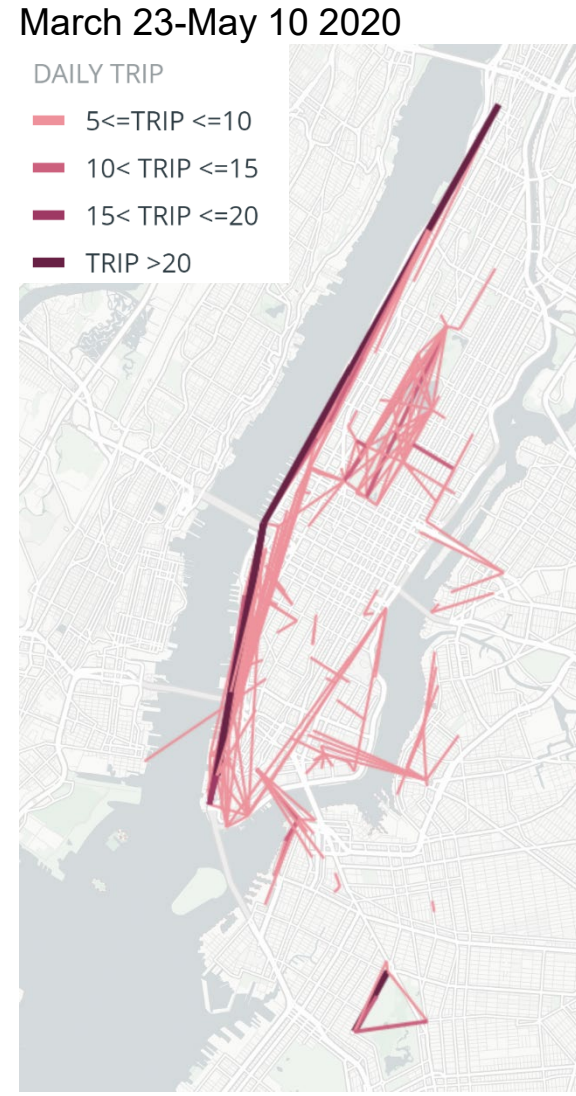 March 23-May 10 2020
DAILY TRIP
5<=TRIP <=10
10< TRIP <=15
15< TRIP <=20
TRIP >20